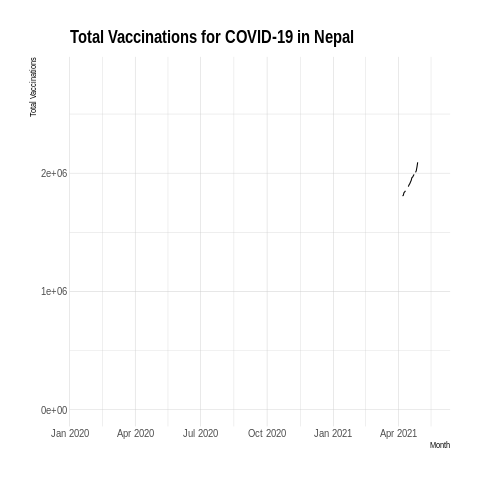 Total Vaccinations for COVID-19 in Nepal
Total Vaccinations
2e+06
1e+06
0e+00
Jan 2020 Apr 2020 Jul 2020 Oct 2020 Jan 2021 Apr 2021
Month